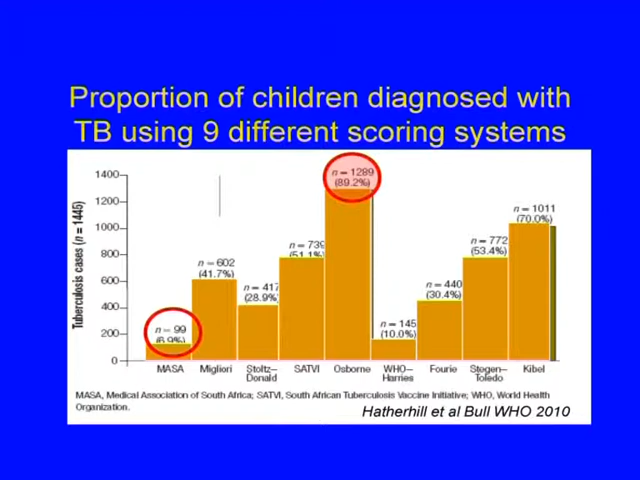 Proportion of children diagnosed with
TB using 9 different scoring systems
Tuberculosis cases (n = 1445)
1400
1200
1000
800
600
400
200
0
n = 99
(6.9%)
n = 602
(41.7%)
n = 417
(28.9%)
n = 739
(51.1%)
n = 1289
(89.2%)
n = 145
(10.0%)
n = 440
(30.4%)
n = 772
(53.4%)
n = 1011
(70.0%)
MASA
Migliori
Stoltz–
Donald
SATVI
Osborne
WHO–
Harries
Fourie
Stegen–
Toledo
Kibel
MASA, Medical Association of South Africa; SATVI, South African Tuberculosis Vaccine Initiative; WHO, World Health
Organization.
Hatherhill et al Bull WHO 2010